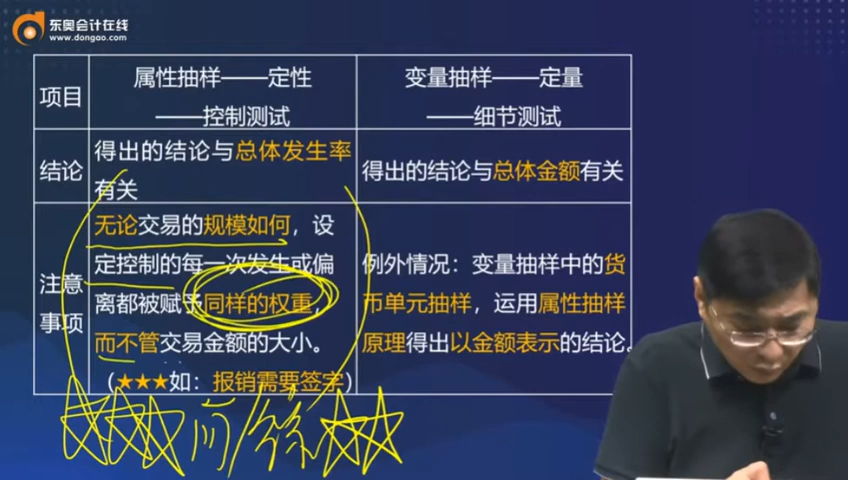 东奥会计在线
www.dongao.com
项目
属性抽样——定性
——控制测试
变量抽样——定量
——细节测试
结论
得出的结论与总体发生率
有关
得出的结论与总体金额有关
注意
事项
无论交易的规模如何，设
定控制的每一次发生或偏
离都被赋予同样的权重，
而不管交易金额的大小。
（★★★如：报销需要签字）
例外情况：变量抽样中的货
币单元抽样，运用属性抽样
原理得出以金额表示的结论。